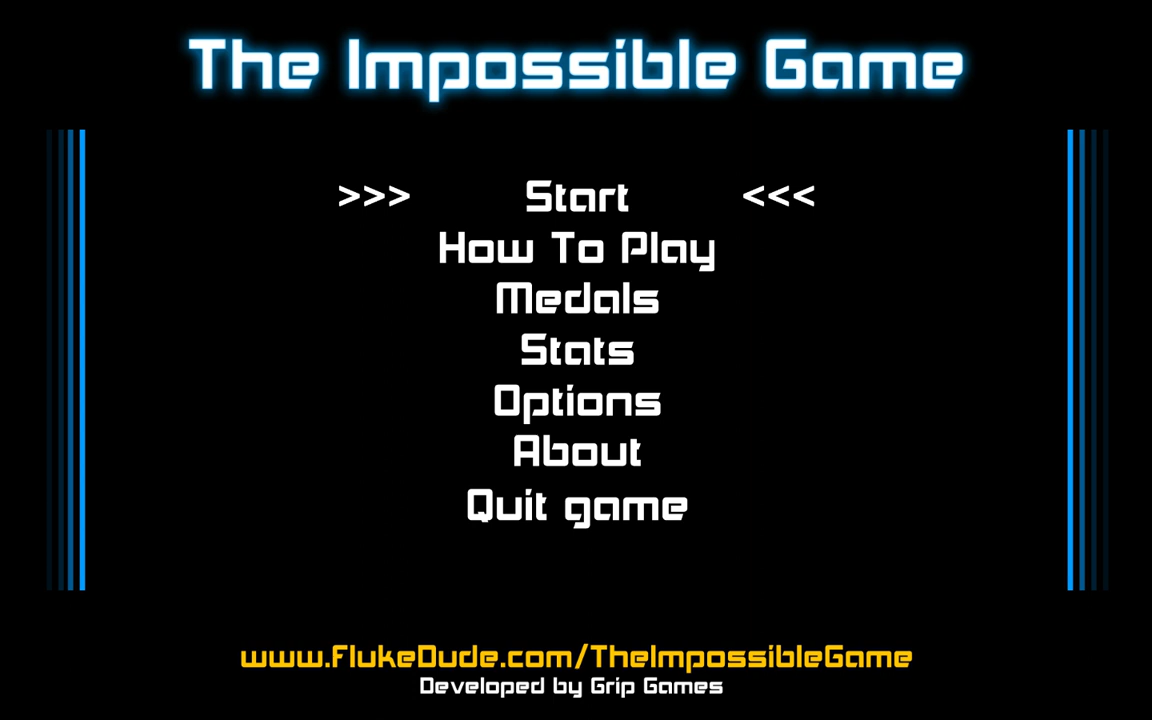 The Impossible Game
>>> Start <<<
How To Play
Medals
Stats
Options
About
Quit game
www.FlukeDude.com/TheImpossibleGame
Developed by Grip Games